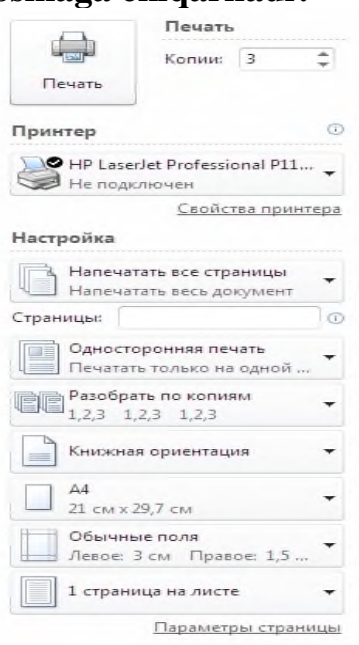 Печать
Копии: 3
Печать
Принтер
HP LaserJet Professional P11...
Не подключен
Свойства принтера
Настройка
Напечатать все страницы
Напечатать весь документ
Страницы:
Односторонняя печать
Печатать только на одной ...
Разобрать по копиям
1,2,3 1,2,3 1,2,3
Книжная ориентация
A4
21 см x 29,7 см
Обычные поля
Левое: 3 см Правое: 1,5 ...
1 страница на листе
Параметры страницы